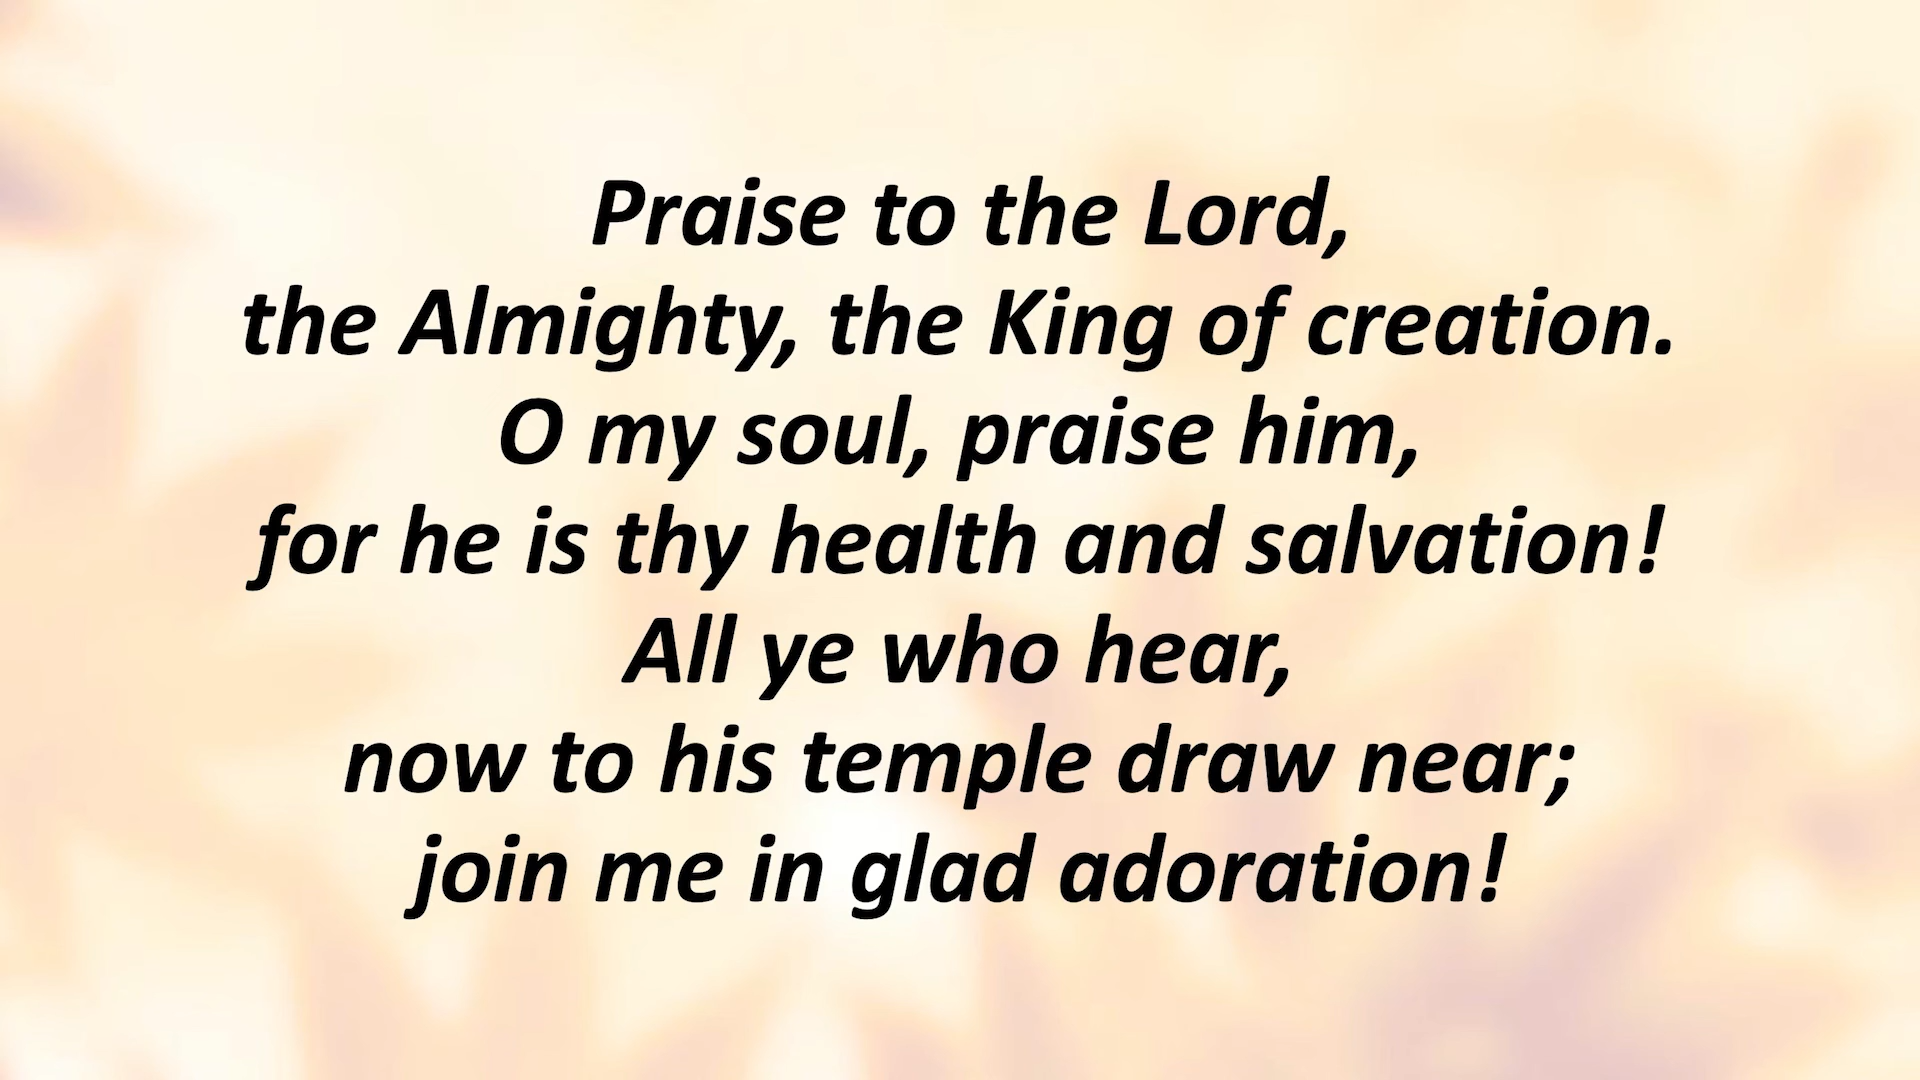 Praise to the Lord,
the Almighty, the King of creation.
O my soul, praise him,
for he is thy health and salvation!
All ye who hear,
now to his temple draw near;
join me in glad adoration!